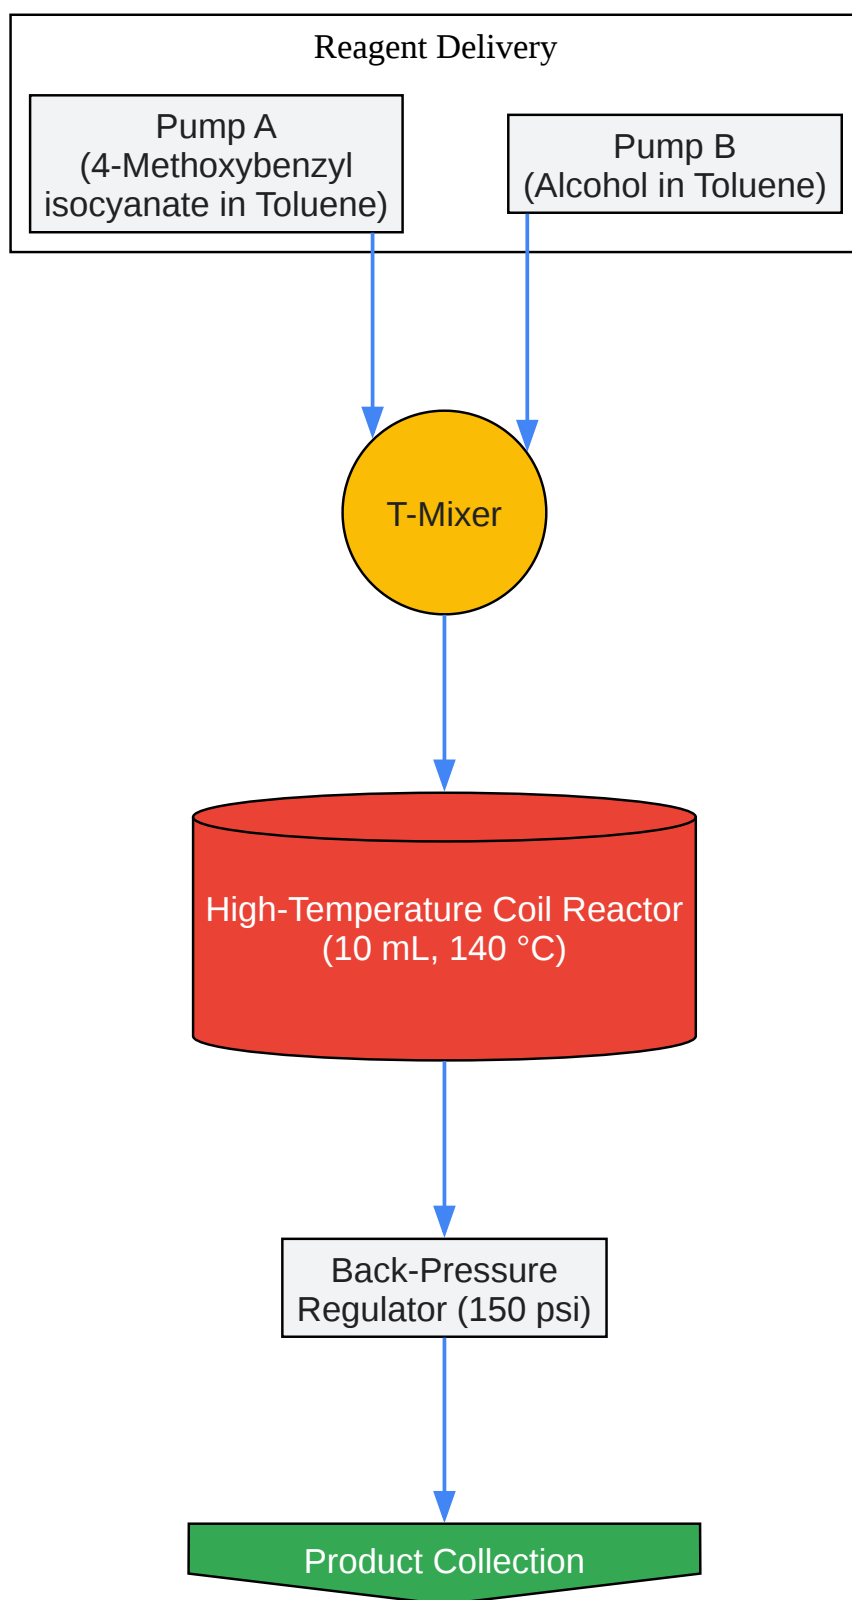 Reagent Delivery
Pump A
(4-Methoxybenzyl
isocyanate in Toluene)
Pump B
(Alcohol in Toluene)
T-Mixer
High-Temperature Coil Reactor
(10 mL, 140 °C)
Back-Pressure
Regulator (150 psi)
Product Collection